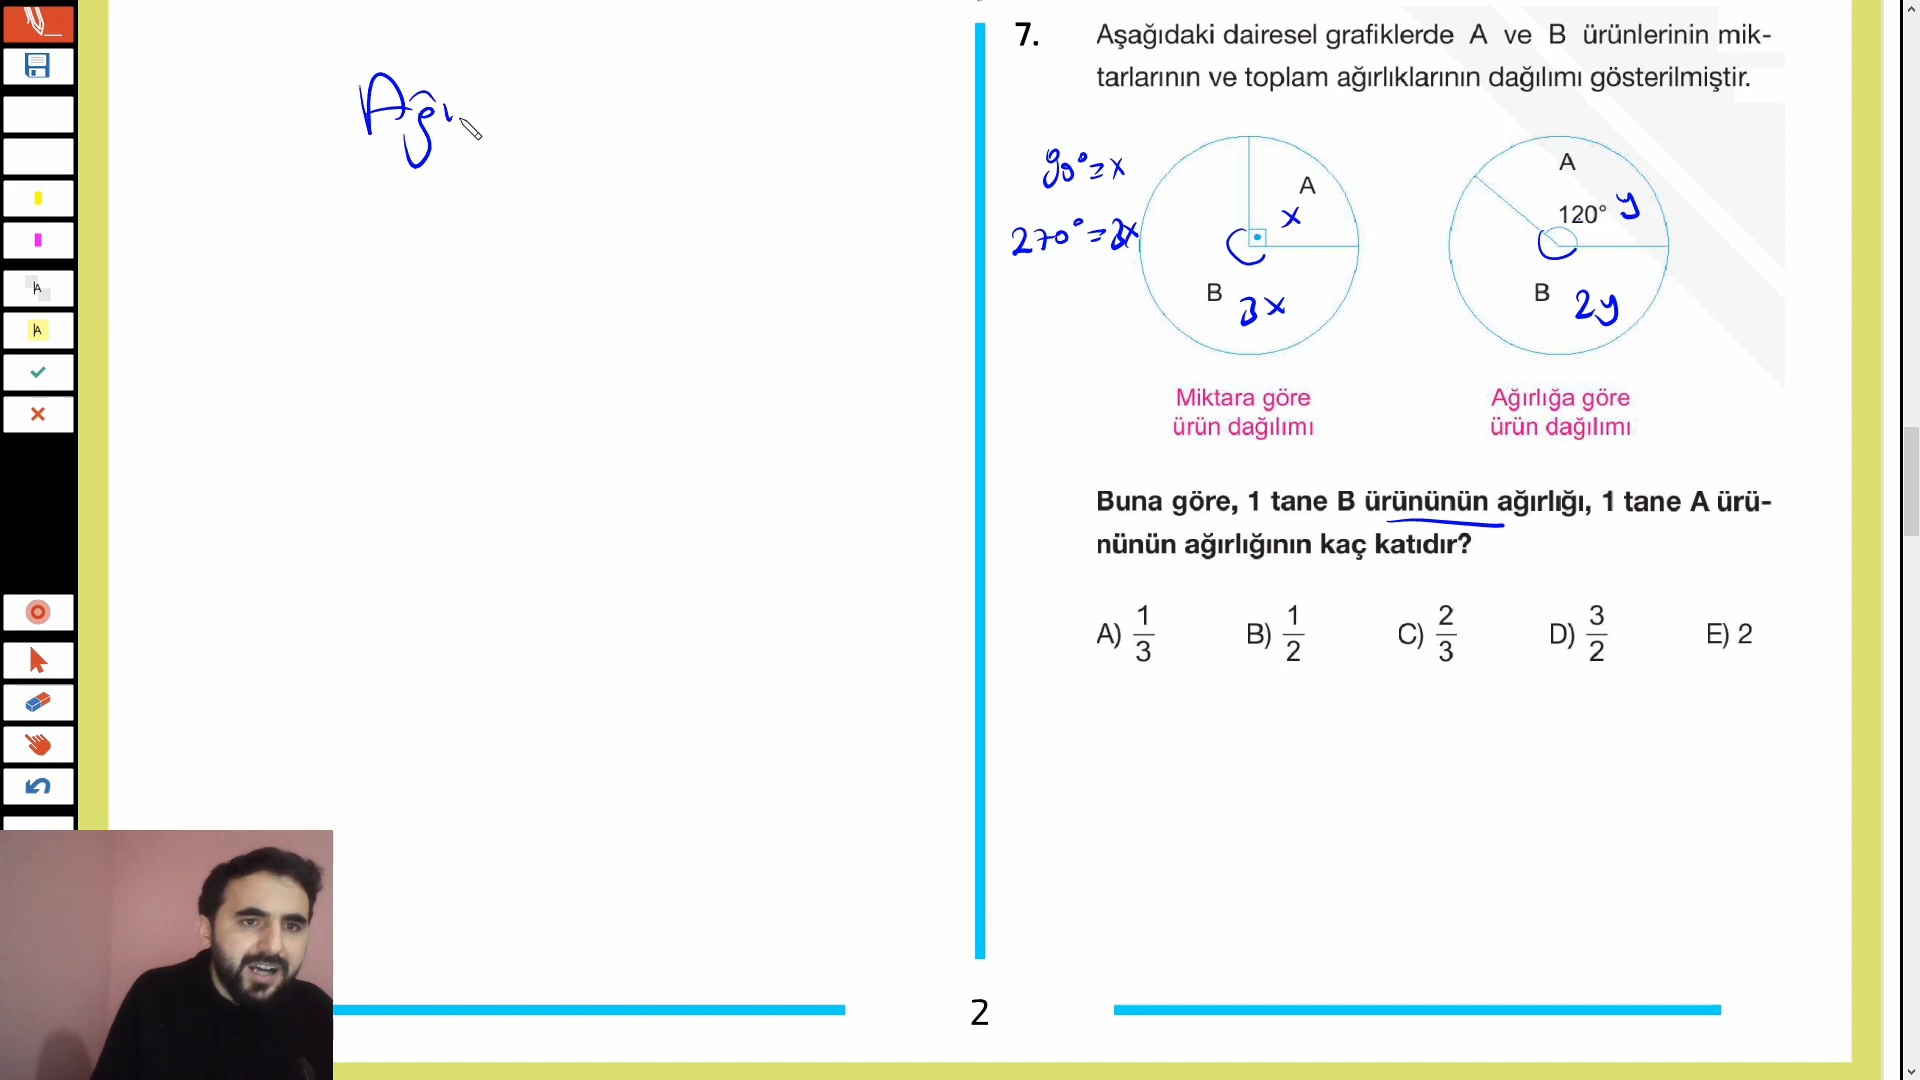 Ağı
7. Aşağıdaki dairesel grafiklerde A ve B ürünlerinin mik-
tarlarının ve toplam ağırlıklarının dağılımı gösterilmiştir.
90° = x
270° = 3x
A
x
B
3x
A
120° y
B
2y
Miktara göre
ürün dağılımı
Ağırlığa göre
ürün dağılımı
Buna göre, 1 tane B ürününün ağırlığı, 1 tane A ürü-
nünün ağırlığının kaç katıdır?
A) 1/3 B) 1/2 C) 2/3 D) 3/2 E) 2
2